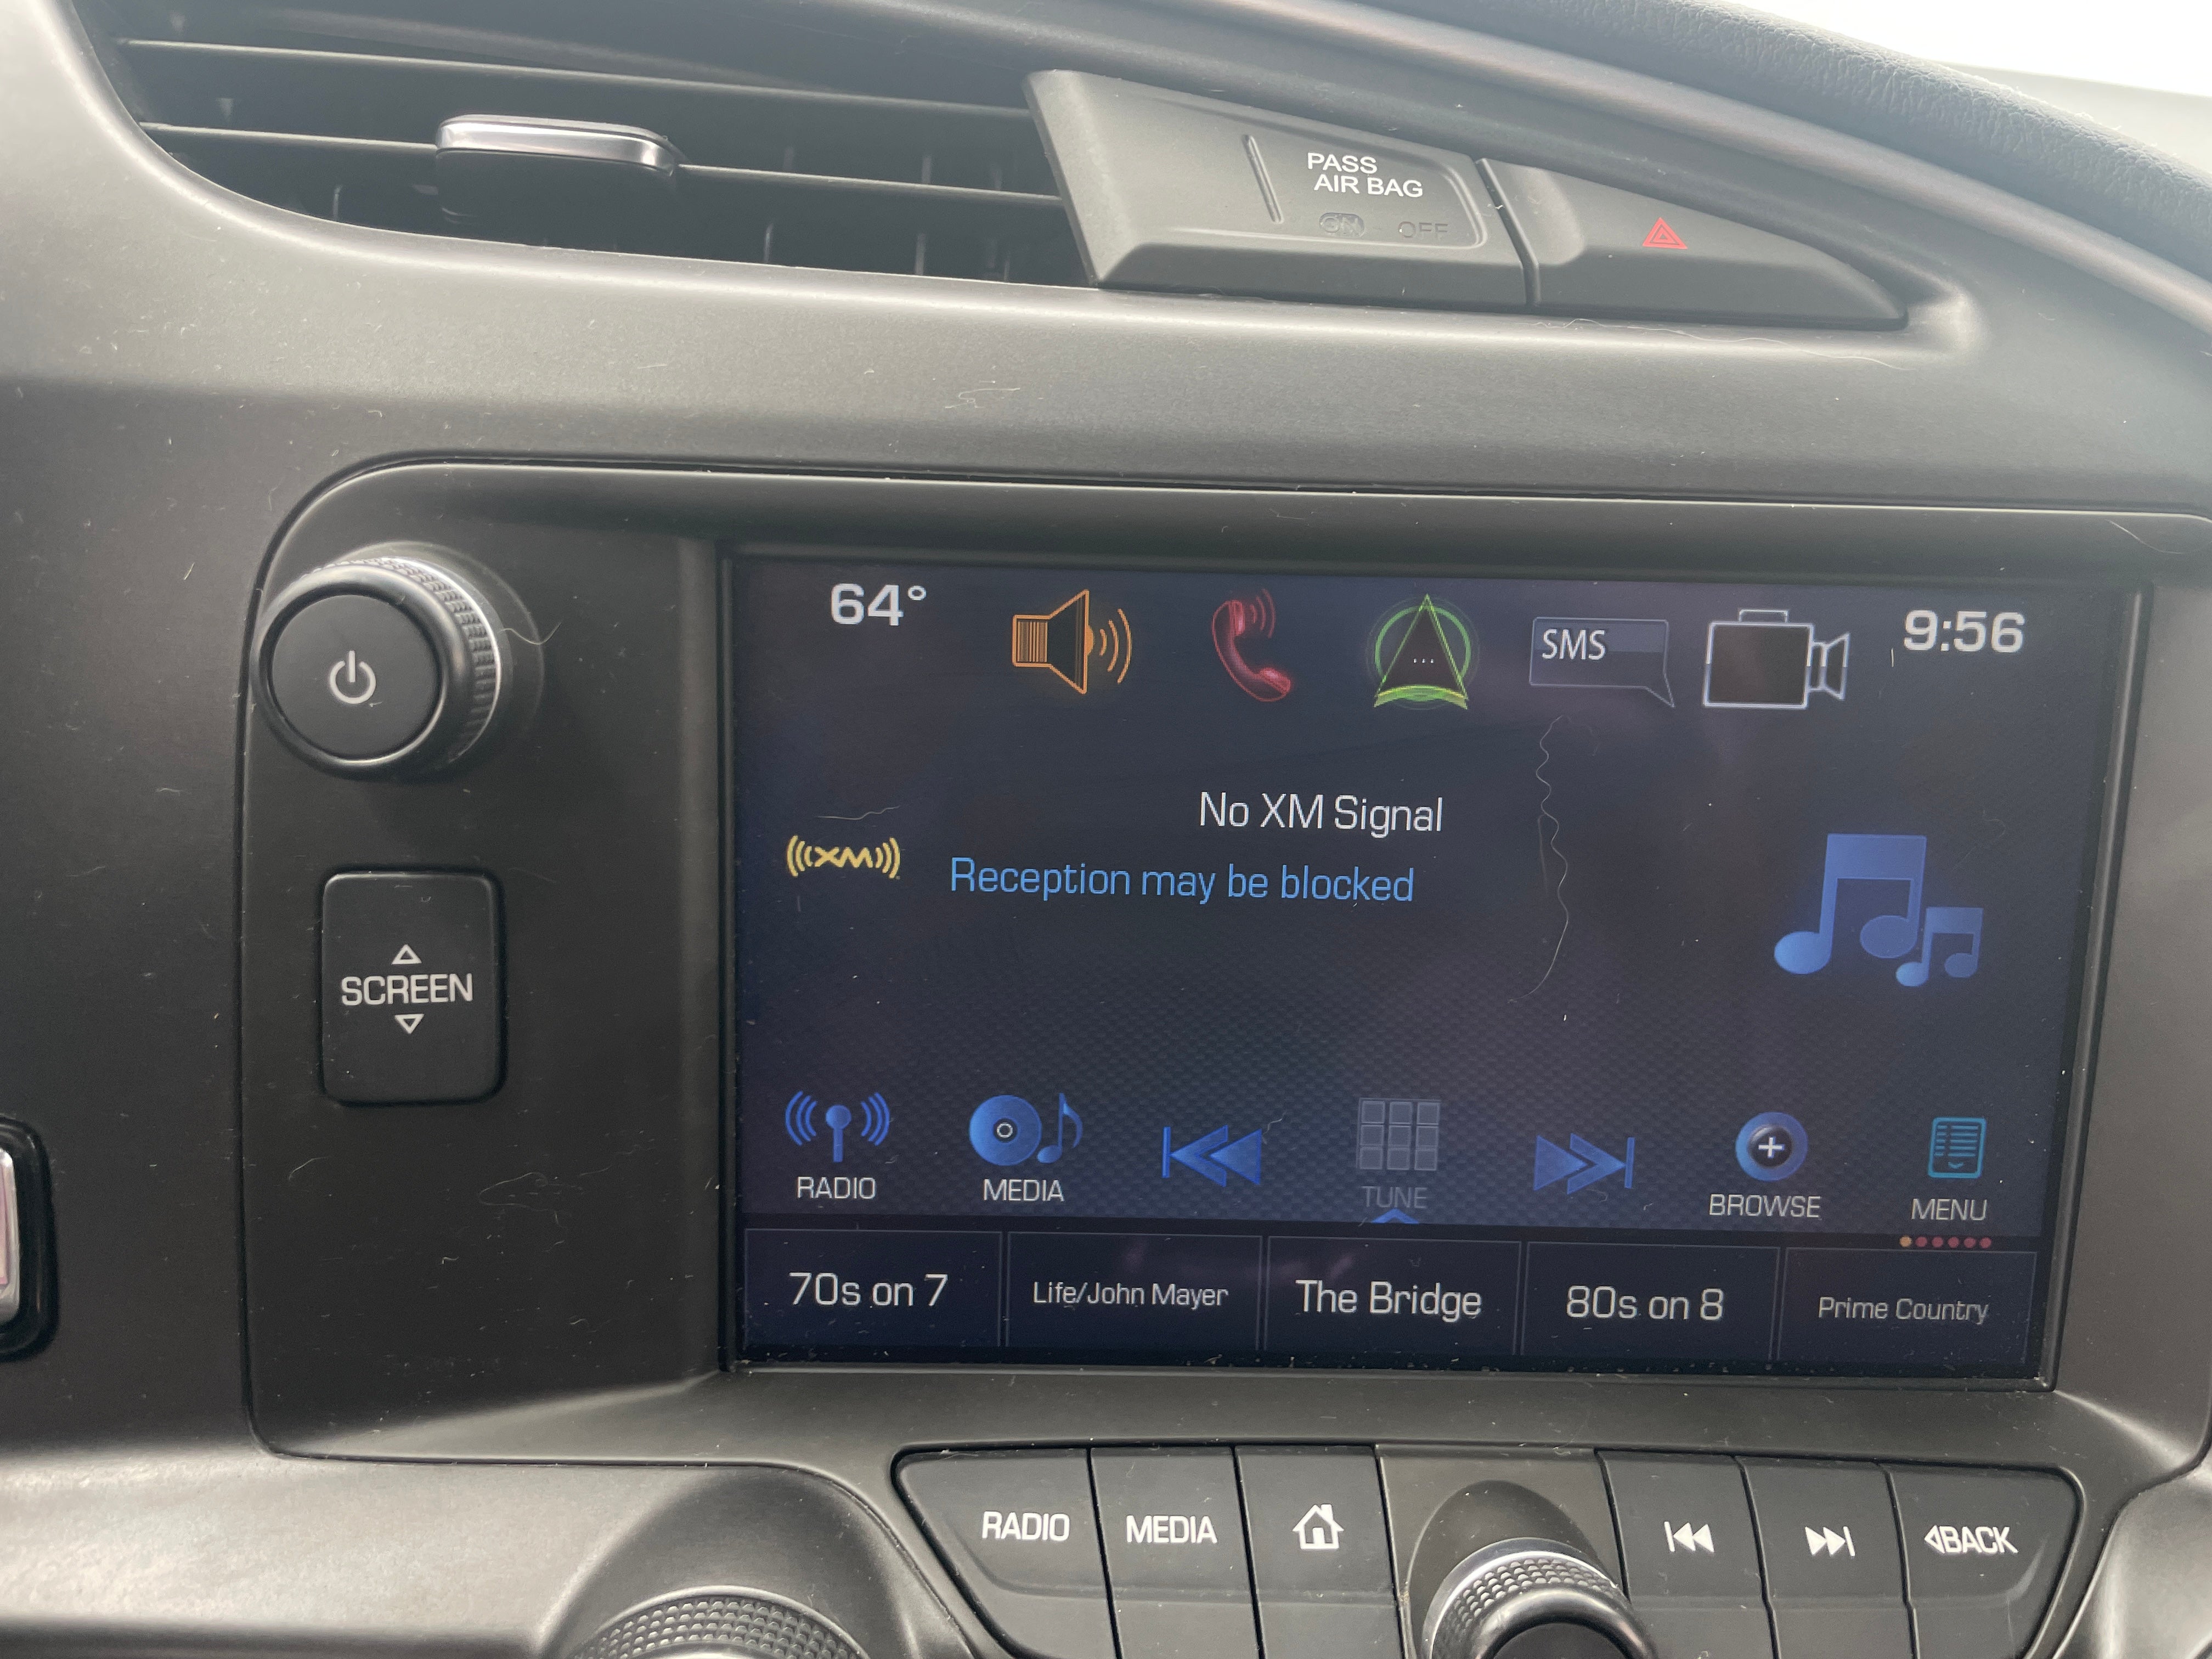 PASS
AIR BAG
ON OFF
64°
SMS
9:56
No XM Signal
((XM))
Reception may be blocked
SCREEN
RADIO
MEDIA
TUNE
BROWSE
MENU
70s on 7
Life/John Mayer
The Bridge
80s on 8
Prime Country
RADIO
MEDIA
BACK